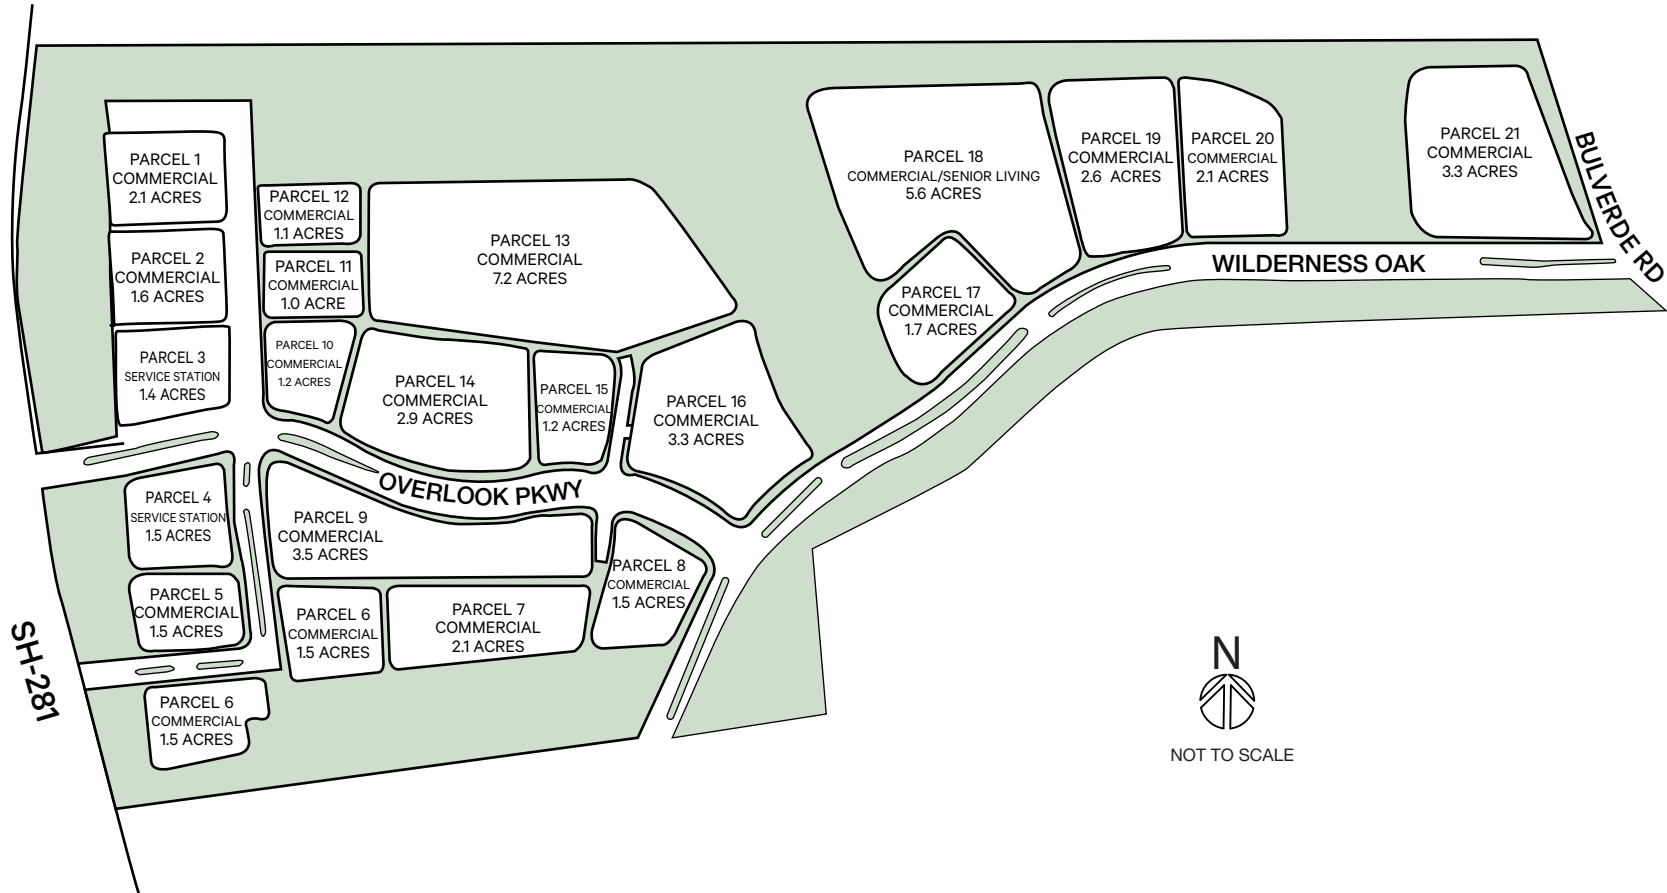 PARCEL 1
COMMERCIAL
2.1 ACRES
PARCEL 2
COMMERCIAL
1.6 ACRES
PARCEL 3
SERVICE STATION
1.4 ACRES
PARCEL 12
COMMERCIAL
1.1 ACRES
PARCEL 11
COMMERCIAL
1.0 ACRE
PARCEL 10
COMMERCIAL
1.2 ACRES
PARCEL 13
COMMERCIAL
7.2 ACRES
PARCEL 14
COMMERCIAL
2.9 ACRES
PARCEL 15
COMMERCIAL
1.2 ACRES
PARCEL 16
COMMERCIAL
3.3 ACRES
PARCEL 18
COMMERCIAL/SENIOR LIVING
5.6 ACRES
PARCEL 17
COMMERCIAL
1.7 ACRES
PARCEL 19
COMMERCIAL
2.6 ACRES
PARCEL 20
COMMERCIAL
2.1 ACRES
PARCEL 21
COMMERCIAL
3.3 ACRES
BULVERDE RD
WILDERNESS OAK
OVERLOOK PKWY
PARCEL 4
SERVICE STATION
1.5 ACRES
PARCEL 5
COMMERCIAL
1.5 ACRES
PARCEL 9
COMMERCIAL
3.5 ACRES
PARCEL 6
COMMERCIAL
1.5 ACRES
PARCEL 7
COMMERCIAL
2.1 ACRES
PARCEL 8
COMMERCIAL
1.5 ACRES
SH-281
PARCEL 6
COMMERCIAL
1.5 ACRES
N
NOT TO SCALE